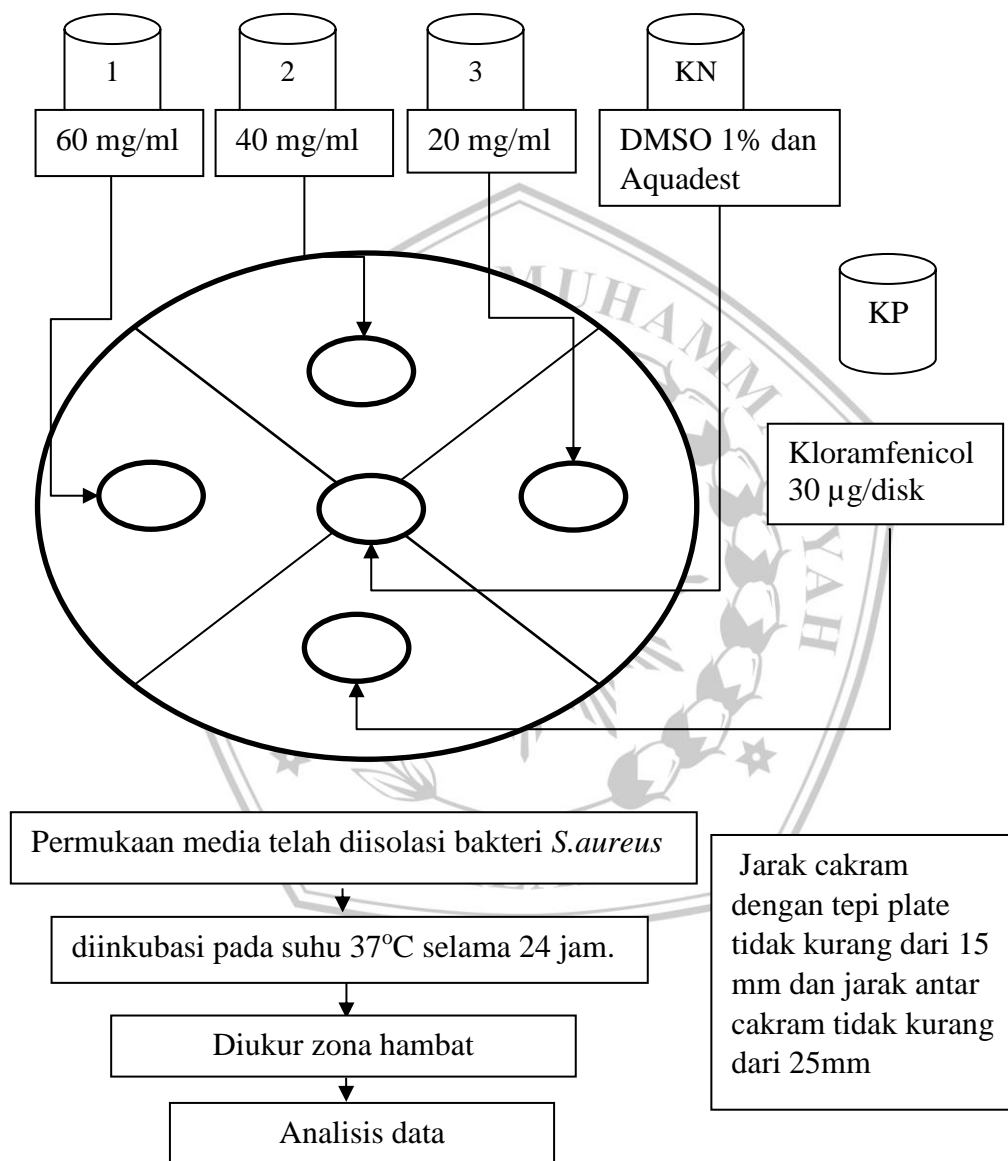 1
2
3
KN
60 mg/ml
40 mg/ml
20 mg/ml
DMSO 1% dan
Aquadest
MUHAMM
YAH
KP
Kloramfenicol
30 µg/disk
Permukaan media telah diisolasi bakteri S.aureus
diinkubasi pada suhu 37°C selama 24 jam.
Diukur zona hambat
Analisis data
Jarak cakram
dengan tepi plate
tidak kurang dari 15
mm dan jarak antar
cakram tidak kurang
dari 25mm